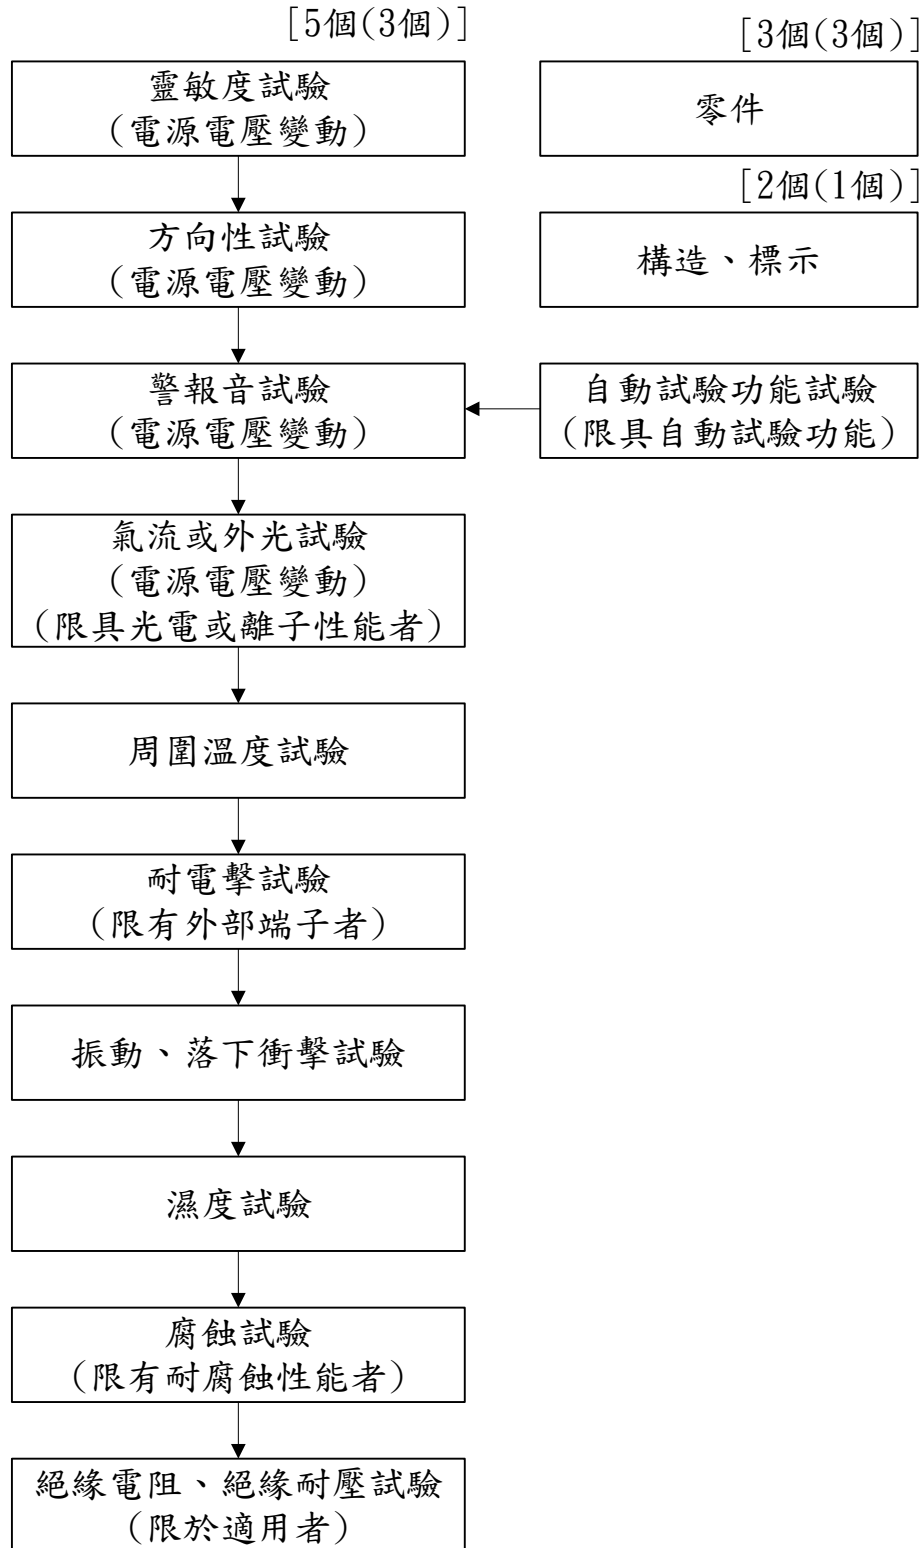 [5個(3個)]
靈敏度試驗
(電源電壓變動)
方向性試驗
(電源電壓變動)
警報音試驗
(電源電壓變動)
氣流或外光試驗
(電源電壓變動)
(限具光電或離子性能者)
周圍溫度試驗
耐電擊試驗
(限有外部端子者)
振動、落下衝擊試驗
濕度試驗
腐蝕試驗
(限有耐腐蝕性能者)
絕緣電阻、絕緣耐壓試驗
(限於適用者)
[3個(3個)]
零件
[2個(1個)]
構造、標示
自動試驗功能試驗
(限具自動試驗功能)